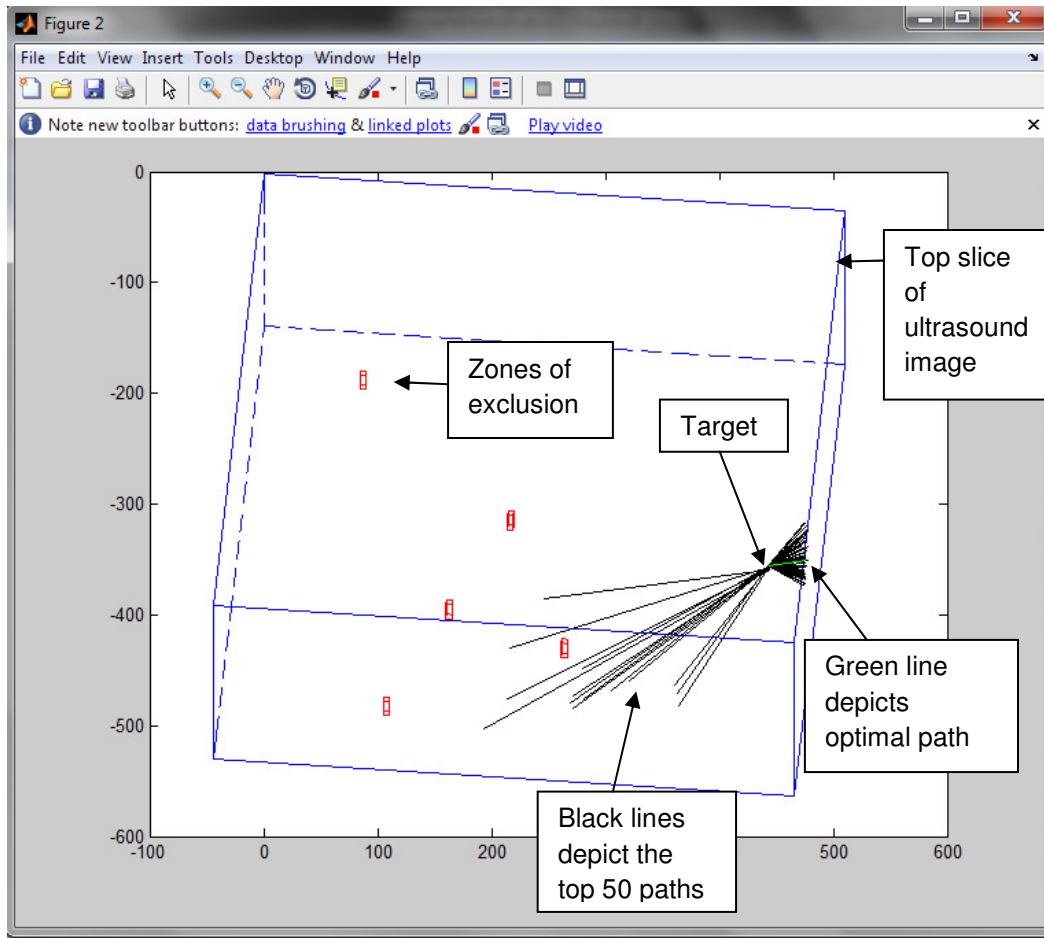 Figure 2
File Edit View Insert Tools Desktop Window Help
Note new toolbar buttons: data brushing & linked plots Play video
0
-100
-200
-300
-400
-500
-600
-100
0
100
200
500
600
Top slice
of
ultrasound
image
Zones of
exclusion
Target
Green line
depicts
optimal path
Black lines
depict the
top 50 paths